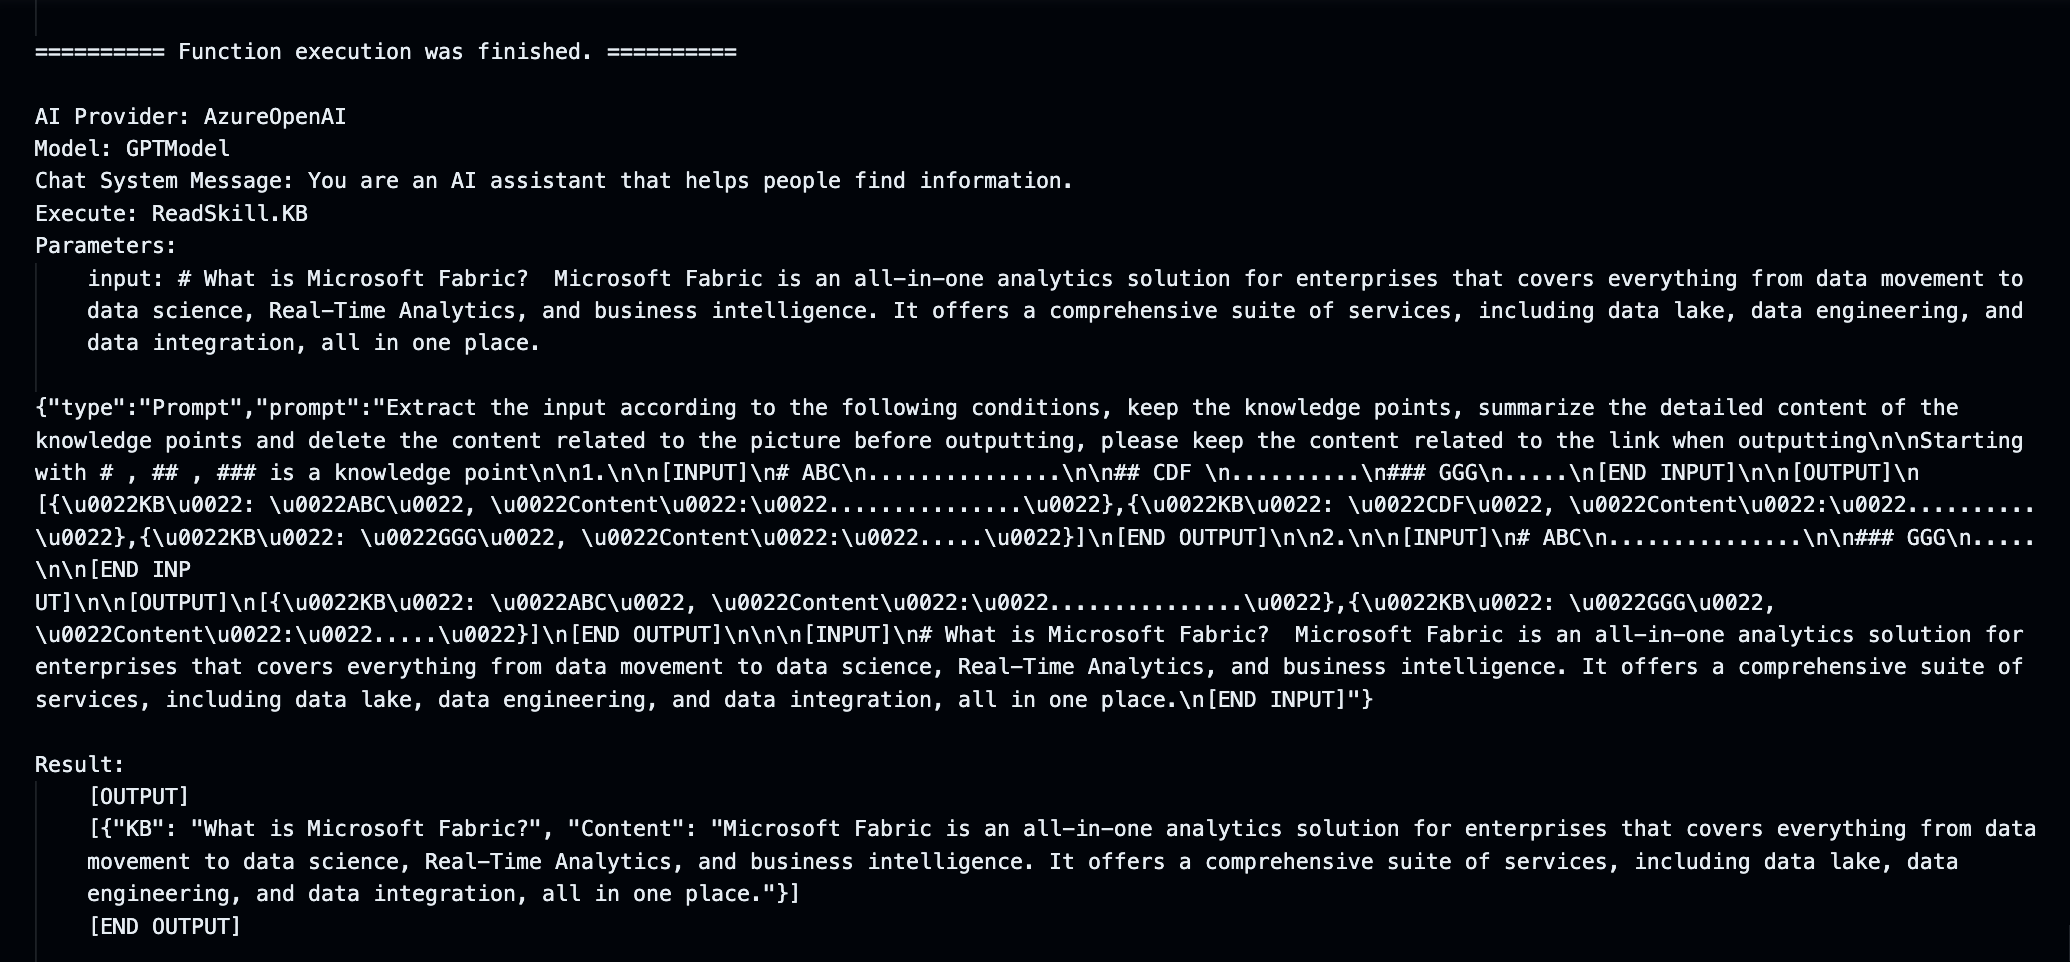 ========== Function execution was finished. ==========
AI Provider: AzureOpenAI
Model: GPTModel
Chat System Message: You are an AI assistant that helps people find information.
Execute: ReadSkill.KB
Parameters:
input: # What is Microsoft Fabric?  Microsoft Fabric is an all-in-one analytics solution for enterprises that covers everything from data movement to
data science, Real-Time Analytics, and business intelligence. It offers a comprehensive suite of services, including data lake, data engineering, and
data integration, all in one place.
{"type":"Prompt","prompt":"Extract the input according to the following conditions, keep the knowledge points, summarize the detailed content of the
knowledge points and delete the content related to the picture before outputting, please keep the content related to the link when outputting\n\nStarting
with # , ## , ### is a knowledge point\n\n1.\n\n[INPUT]\n# ABC\n...............\n\n## CDF \n..........\n### GGG\n.....\n[END INPUT]\n\n[OUTPUT]\n
[{\u0022KB\u0022: \u0022ABC\u0022, \u0022Content\u0022:\u0022...............\u0022},{\u0022KB\u0022: \u0022CDF\u0022, \u0022Content\u0022:\u0022..........
\u0022},{\u0022KB\u0022: \u0022GGG\u0022, \u0022Content\u0022:\u0022.....\u0022}]\n[END OUTPUT]\n\n2.\n\n[INPUT]\n# ABC\n...............\n\n### GGG\n.....
\n\n[END INP
UT]\n\n[OUTPUT]\n[{\u0022KB\u0022: \u0022ABC\u0022, \u0022Content\u0022:\u0022...............\u0022},{\u0022KB\u0022: \u0022GGG\u0022,
\u0022Content\u0022:\u0022.....\u0022}]\n[END OUTPUT]\n\n\n[INPUT]\n# What is Microsoft Fabric?  Microsoft Fabric is an all-in-one analytics solution for
enterprises that covers everything from data movement to data science, Real-Time Analytics, and business intelligence. It offers a comprehensive suite of
services, including data lake, data engineering, and data integration, all in one place.\n[END INPUT]"}
Result:
[OUTPUT]
[{"KB": "What is Microsoft Fabric?", "Content": "Microsoft Fabric is an all-in-one analytics solution for enterprises that covers everything from data
movement to data science, Real-Time Analytics, and business intelligence. It offers a comprehensive suite of services, including data lake, data
engineering, and data integration, all in one place."}]
[END OUTPUT]